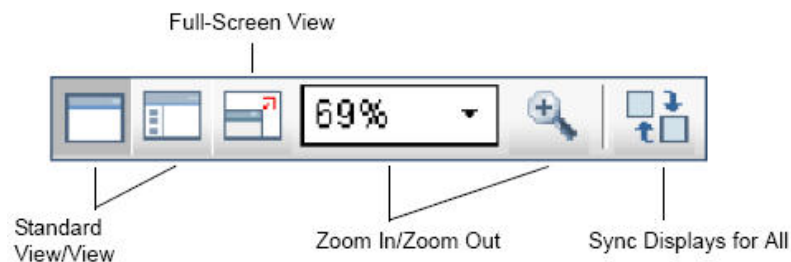 Full-Screen View
69%
Standard
View/View
Zoom In/Zoom Out
Sync Displays for All